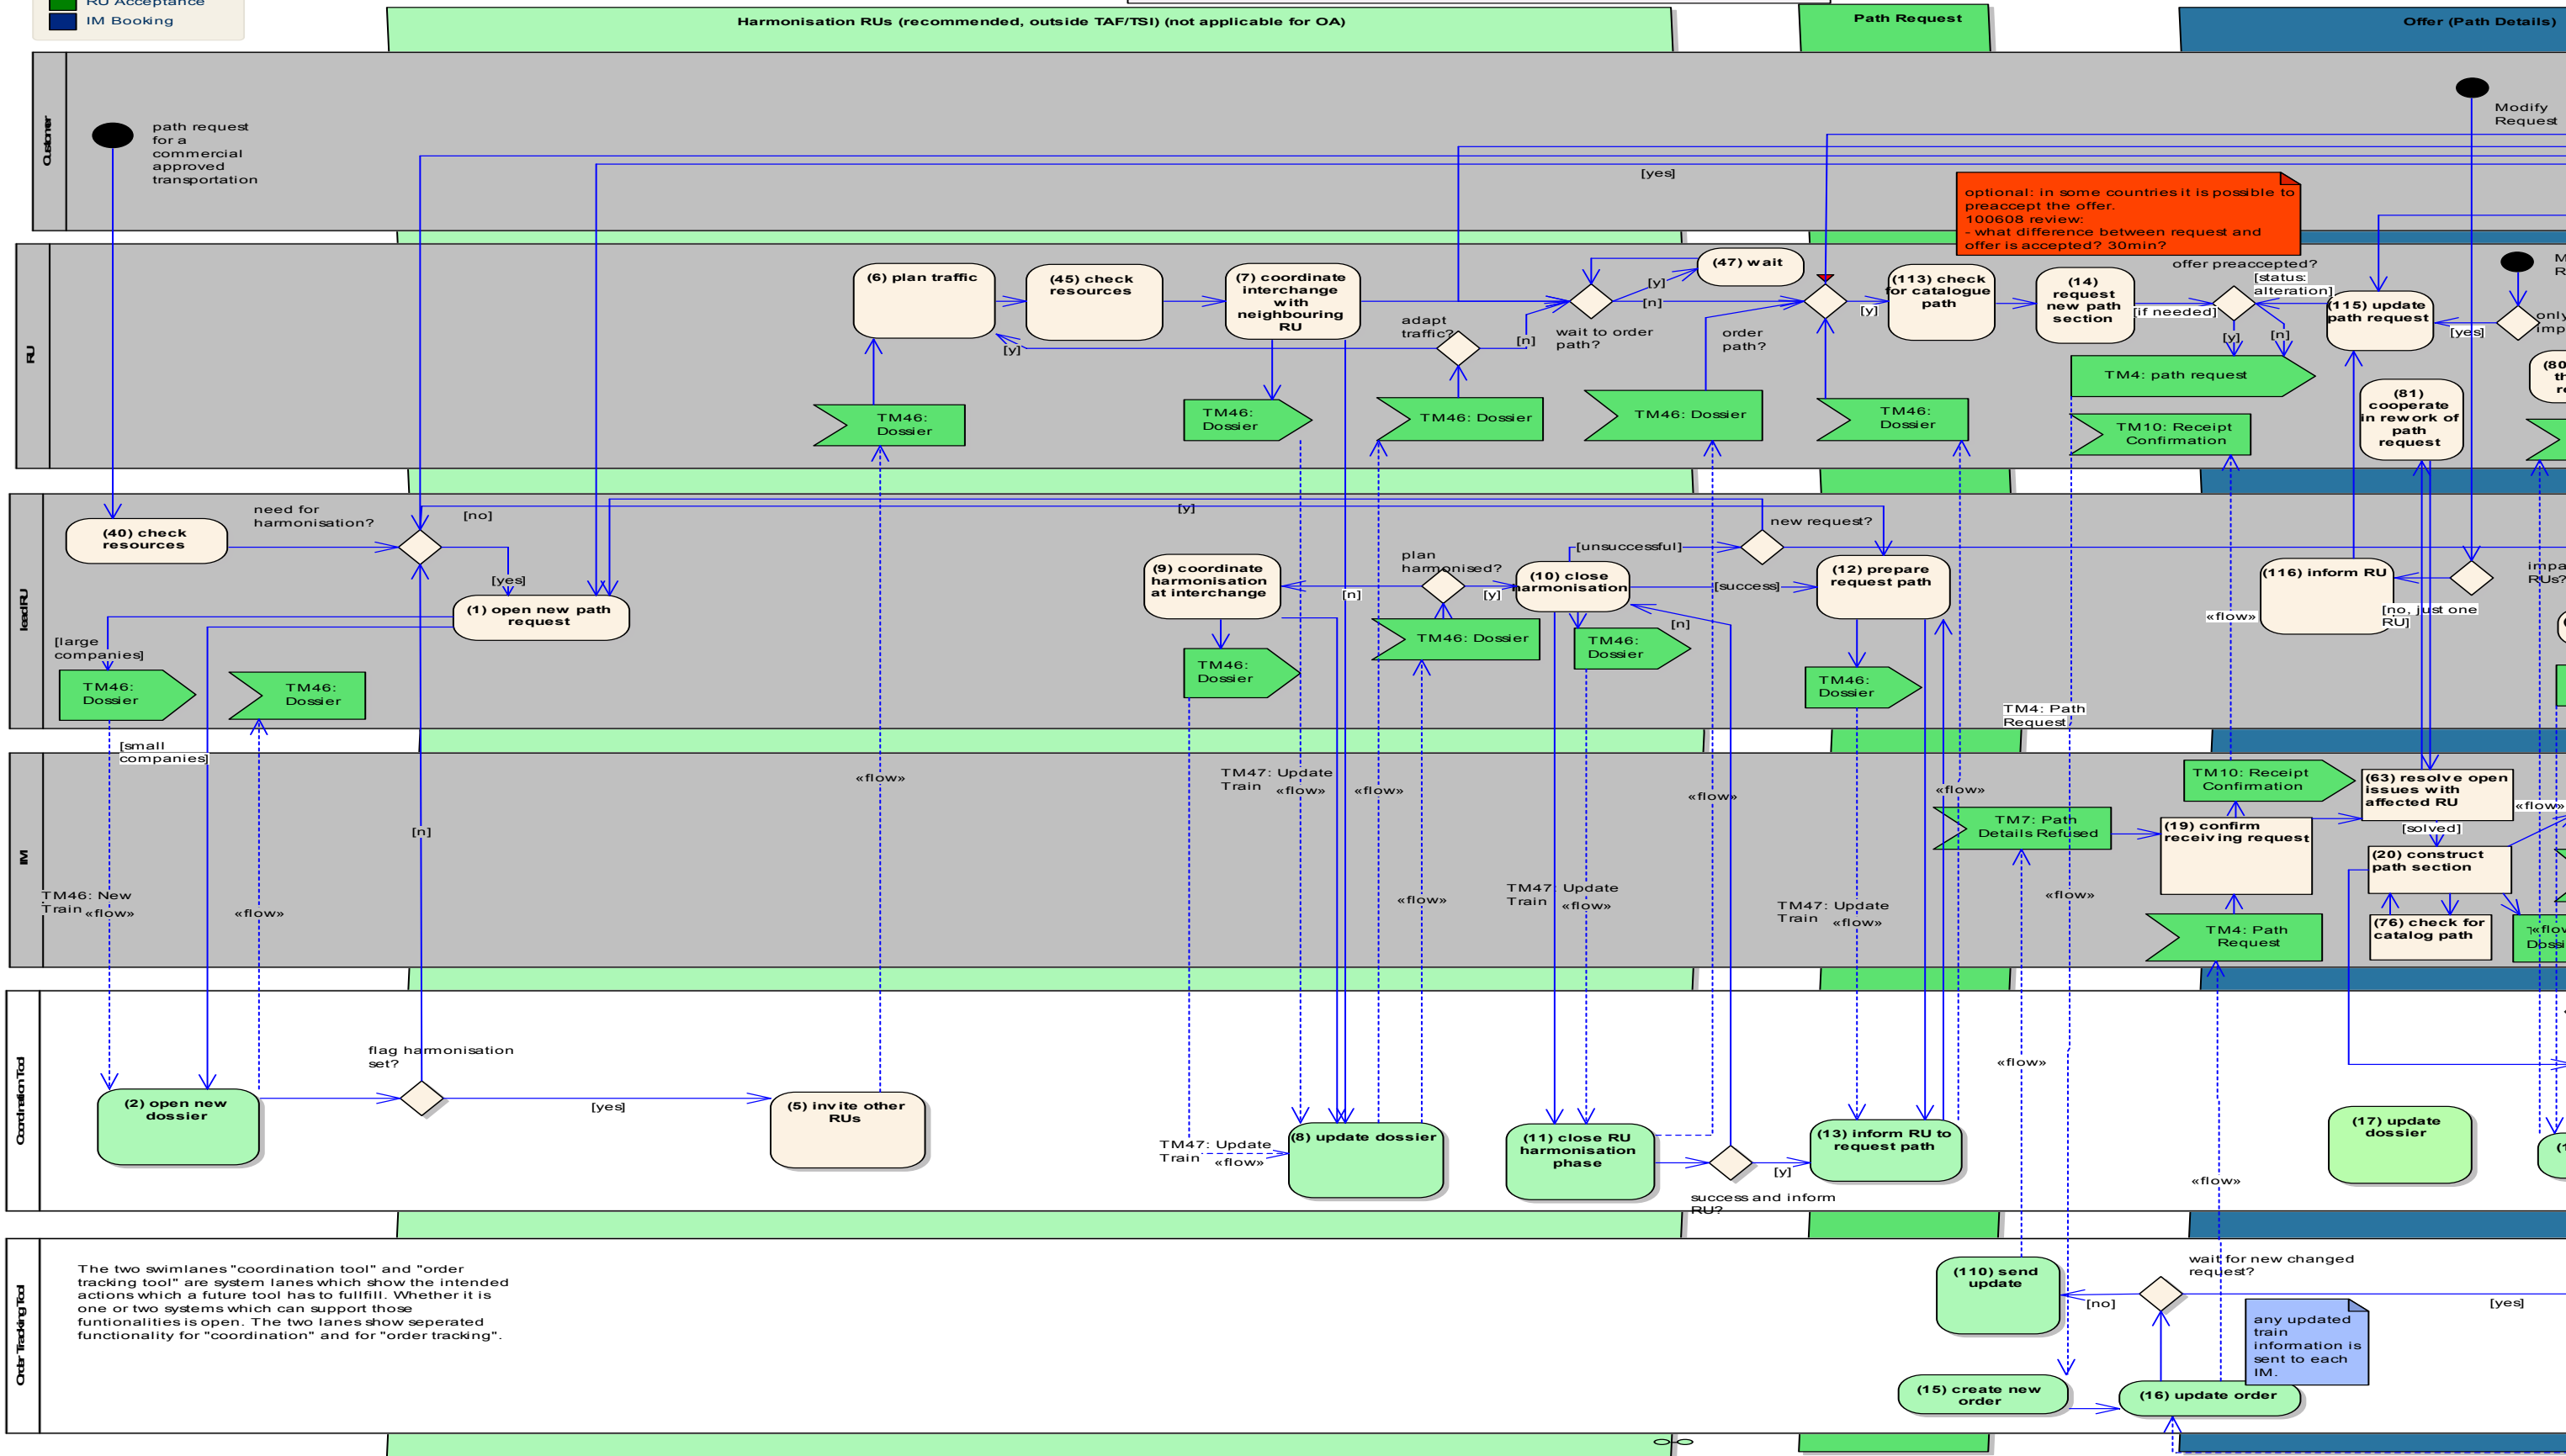 RU Acceptance
IM Booking
Harmonisation RUs (recommended, outside TAF/TSI) (not applicable for OA)
Path Request
Offer (Path Details)
Customer
path request
for a
commercial
approved
transportation
Modify
Request
[yes]
optional: in some countries it is possible to
preaccept the offer.
100608 review:
- what difference between request and
offer is accepted? 30min?
RU
(6) plan traffic
(45) check
resources
(7) coordinate
interchange
with
neighbouring
RU
(47) wait
[y]
[n]
wait to order
path?
adapt
traffic?
[y]
[n]
order
path?
[y]
(113) check
for catalogue
path
(14)
request
new path
section
[if needed]
offer preaccepted?
[status:
alteration]
[y]
[n]
(115) update
path request
[yes]
only
TM4: path request
TM10: Receipt
Confirmation
(81)
cooperate
in rework of
path
request
(80
TM46:
Dossier
TM46:
Dossier
TM46: Dossier
TM46: Dossier
TM46:
Dossier
lead RU
(40) check
resources
need for
harmonisation?
[no]
[yes]
(1) open new path
request
[large
companies]
TM46:
Dossier
TM46:
Dossier
[small
companies]
[y]
(9) coordinate
harmonisation
at interchange
TM46:
Dossier
[n]
plan
harmonised?
[y]
TM46: Dossier
(10) close
harmonisation
[unsuccessful]
[success]
TM46:
Dossier
[n]
new request?
(12) prepare
request path
TM46:
Dossier
TM4: Path
Request
«flow»
(116) inform RU
[no, just one
RU]
RUs?
IM
[n]
TM46: New
Train
«flow»
«flow»
«flow»
TM47: Update
Train
«flow»
«flow»
«flow»
TM47: Update
Train
«flow»
«flow»
TM47: Update
Train
«flow»
«flow»
TM7: Path
Details Refused
«flow»
TM10: Receipt
Confirmation
(19) confirm
receiving request
TM4: Path
Request
(63) resolve open
issues with
affected RU
[solved]
(20) construct
path section
(76) check for
catalog path
«flow»
Coordination Tool
(2) open new
dossier
flag harmonisation
set?
[yes]
(5) invite other
RUs
TM47: Update
Train
«flow»
(8) update dossier
(11) close RU
harmonisation
phase
[y]
success and inform
RU?
(13) inform RU to
request path
«flow»
«flow»
(17) update
dossier
Order Tracking Tool
The two swimlanes "coordination tool" and "order
tracking tool" are system lanes which show the intended
actions which a future tool has to fullfill. Whether it is
one or two systems which can support those
funtionalities is open. The two lanes show seperated
functionality for "coordination" and for "order tracking".
(110) send
update
[no]
wait for new changed
request?
[yes]
any updated
train
information is
sent to each
IM.
(15) create new
order
(16) update order